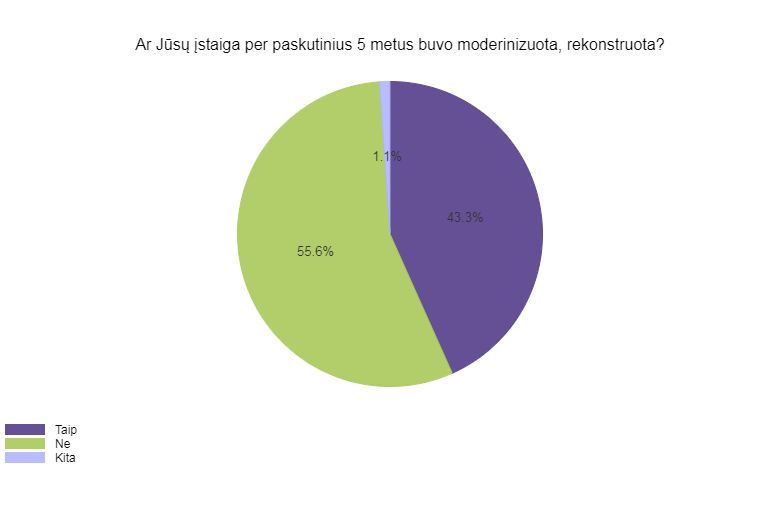 Ar Jūsų įstaiga per paskutinius 5 metus buvo moderinizuota, rekonstruota?
1.1%
43.3%
55.6%
Taip
Ne
Kita